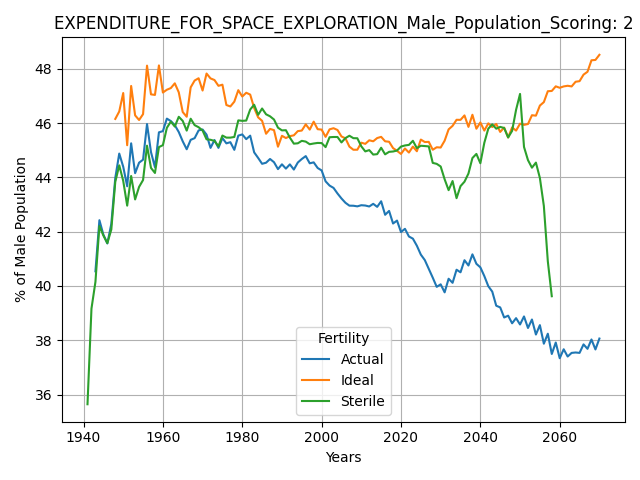 EXPENDITURE_FOR_SPACE_EXPLORATION_Male_Population_Scoring: 2
% of Male Population
48
46
44
42
40
38
36
Fertility
Actual
Ideal
Sterile
1940 1960 1980 2000 2020 2040 2060
Years